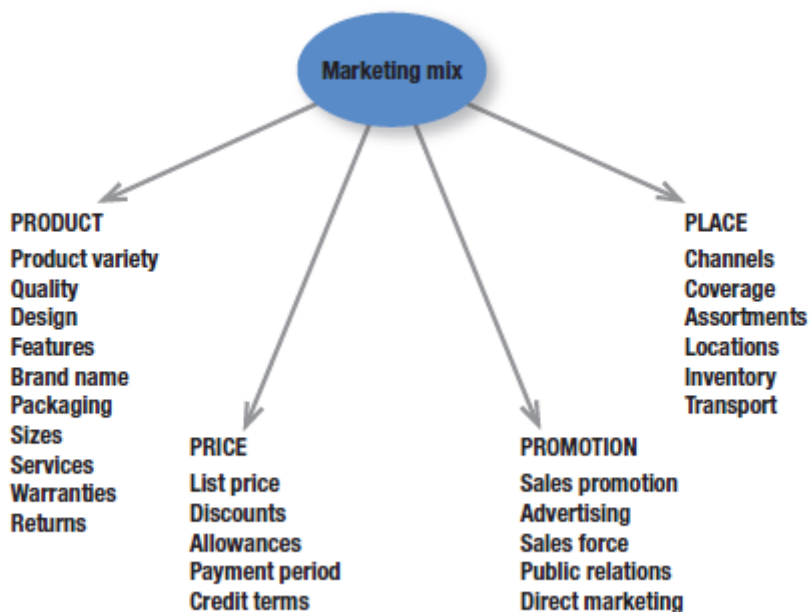 Marketing mix
PRODUCT
Product variety
Quality
Design
Features
Brand name
Packaging
Sizes
Services
Warranties
Returns
PRICE
List price
Discounts
Allowances
Payment period
Credit terms
PROMOTION
Sales promotion
Advertising
Sales force
Public relations
Direct marketing
PLACE
Channels
Coverage
Assortments
Locations
Inventory
Transport